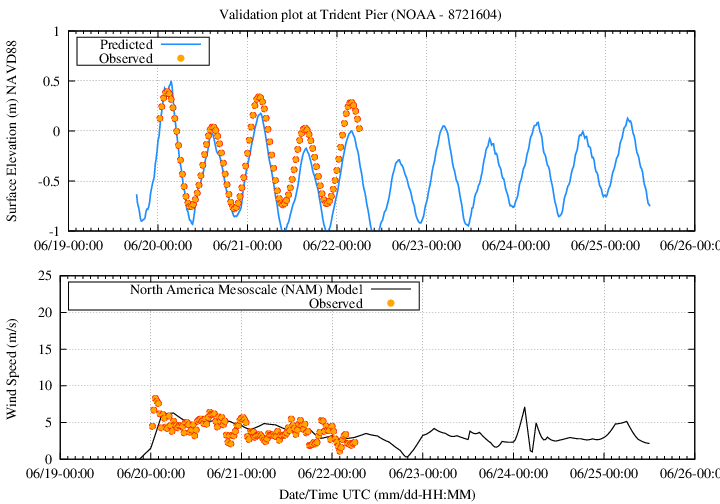 Validation plot at Trident Pier (NOAA - 8721604)
Surface Elevation (m) NAVD88
1
0.5
0
-0.5
-1
Predicted
Observed
06/19-00:00 06/20-00:00 06/21-00:00 06/22-00:00 06/23-00:00 06/24-00:00 06/25-00:00 06/26-00:00
Wind Speed (m/s)
25
20
15
10
5
0
North America Mesoscale (NAM) Model
Observed
06/19-00:00 06/20-00:00 06/21-00:00 06/22-00:00 06/23-00:00 06/24-00:00 06/25-00:00 06/26-00:00
Date/Time UTC (mm/dd-HH:MM)